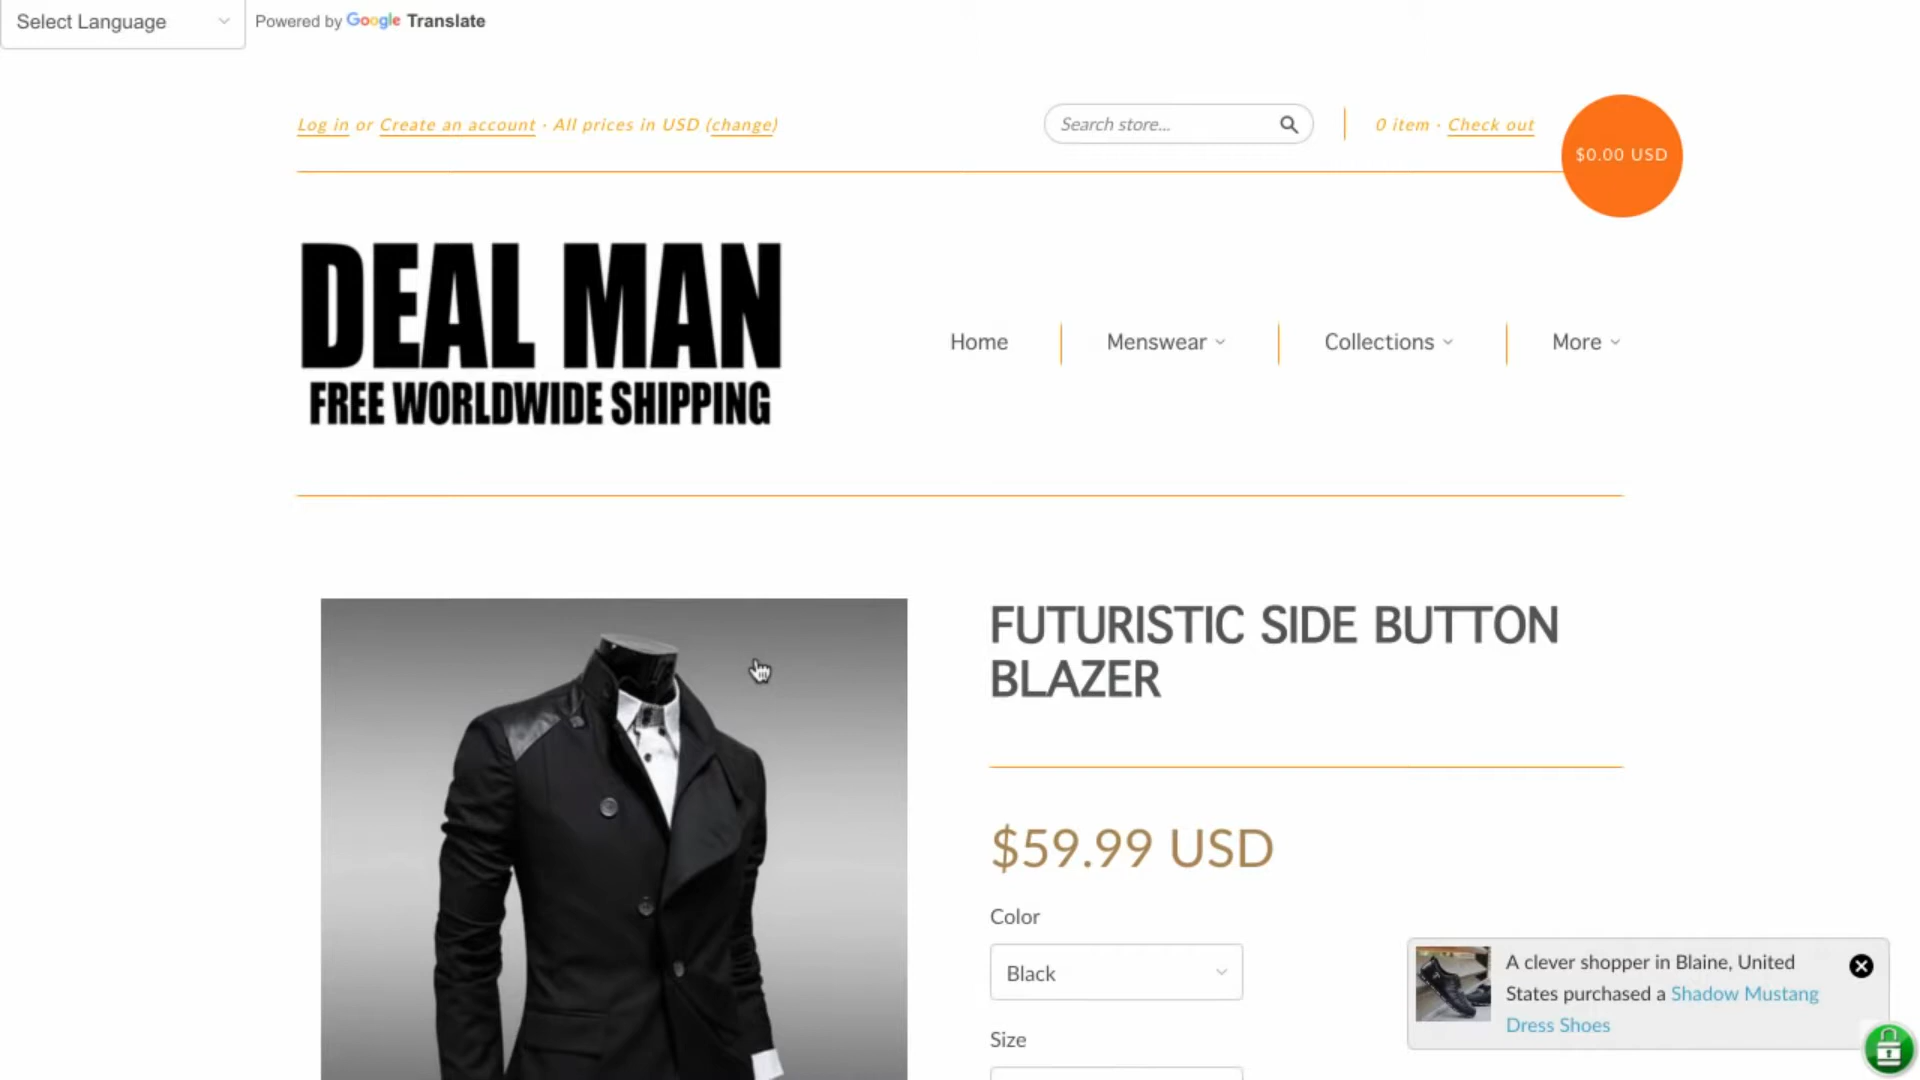 Select Language
Powered by Google Translate
Log in or Create an account · All prices in USD (change)
Search store...
0 item · Check out
$0.00 USD
DEAL MAN
FREE WORLDWIDE SHIPPING
Home
Menswear
Collections
More
FUTURISTIC SIDE BUTTON
BLAZER
$59.99 USD
Color
Black
Size
A clever shopper in Blaine, United
States purchased a Shadow Mustang
Dress Shoes